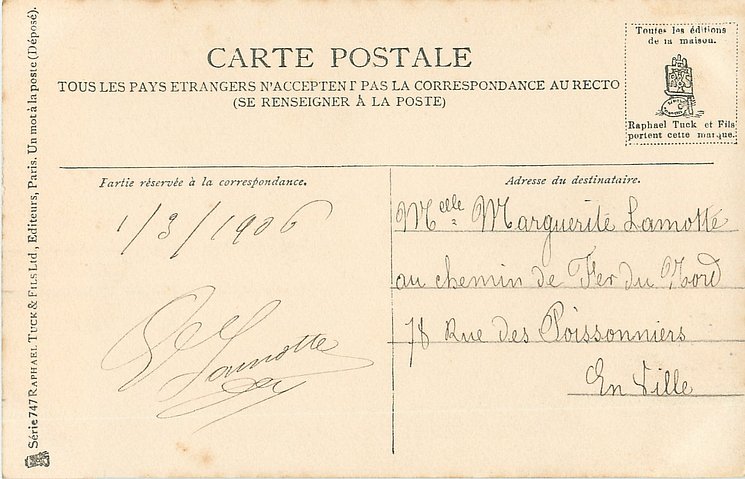 CARTE POSTALE
TOUS LES PAYS ETRANGERS N'ACCEPTENT PAS LA CORRESPONDANCE AU RECTO
(SE RENSEIGNER À LA POSTE)
Toutes les éditions
de la maison.
Raphael Tuck et Fils
portent cette marque.
Partie réservée à la correspondance.
1/3/1906
Lamotte
Adresse du destinataire.
Melle Marguerite Lamotte
au chemin de Fer du Nord
78 Rue des Poissonniers
En Ville
Série 747 RAPHAEL TUCK & FILS Ltd, Editeurs, Paris. Un mot à la poste (Déposé).